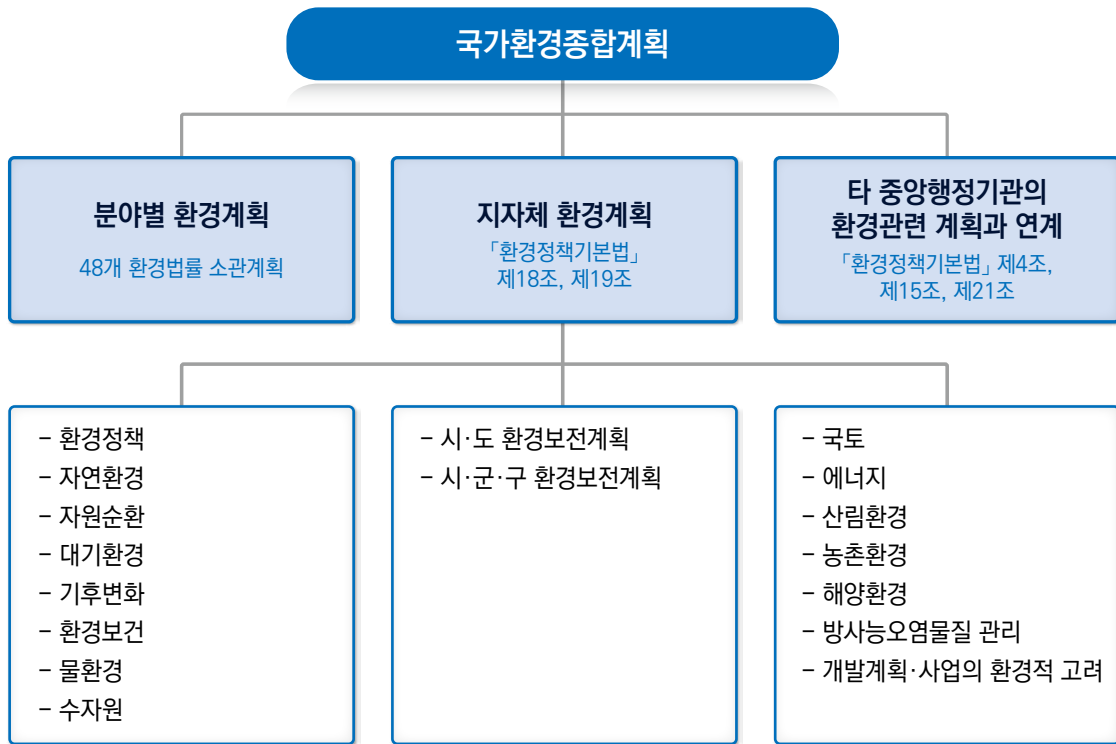 국가환경종합계획
분야별 환경계획
48개 환경법률 소관계획
지자체 환경계획
「환경정책기본법」
제18조, 제19조
타 중앙행정기관의
환경관련 계획과 연계
「환경정책기본법」 제4조,
제15조, 제21조
– 환경정책
– 자연환경
– 자원순환
– 대기환경
– 기후변화
– 환경보건
– 물환경
– 수자원
– 시·도 환경보전계획
– 시·군·구 환경보전계획
– 국토
– 에너지
– 산림환경
– 농촌환경
– 해양환경
– 방사능오염물질 관리
– 개발계획·사업의 환경적 고려